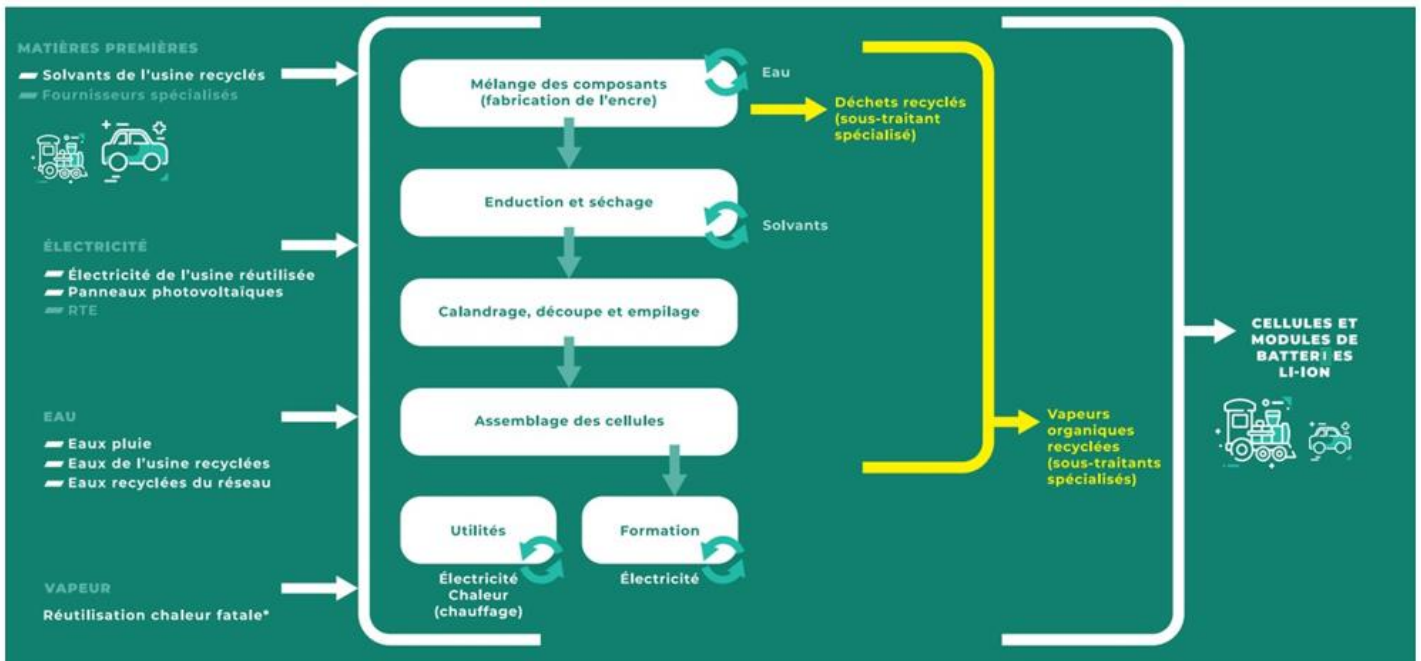 MATIÈRES PREMIÈRES
Solvants de l'usine recyclés
Fournisseurs spécialisés
ÉLECTRICITÉ
Électricité de l'usine réutilisée
Panneaux photovoltaïques
RTE
EAU
Eaux pluie
Eaux de l'usine recyclées
Eaux recyclées du réseau
VAPEUR
Réutilisation chaleur fatale*
Mélange des composants
(fabrication de l'encre)
Eau
Enduction et séchage
Solvants
Calandrage, découpe et empilage
Assemblage des cellules
Utilités
Électricité
Chaleur
(chauffage)
Formation
Électricité
Déchets recyclés
(sous-traitant
spécialisé)
Vapeurs
organiques
recyclées
(sous-traitants
spécialisés)
CELLULES ET
MODULES DE
BATTERIES
LI-ION